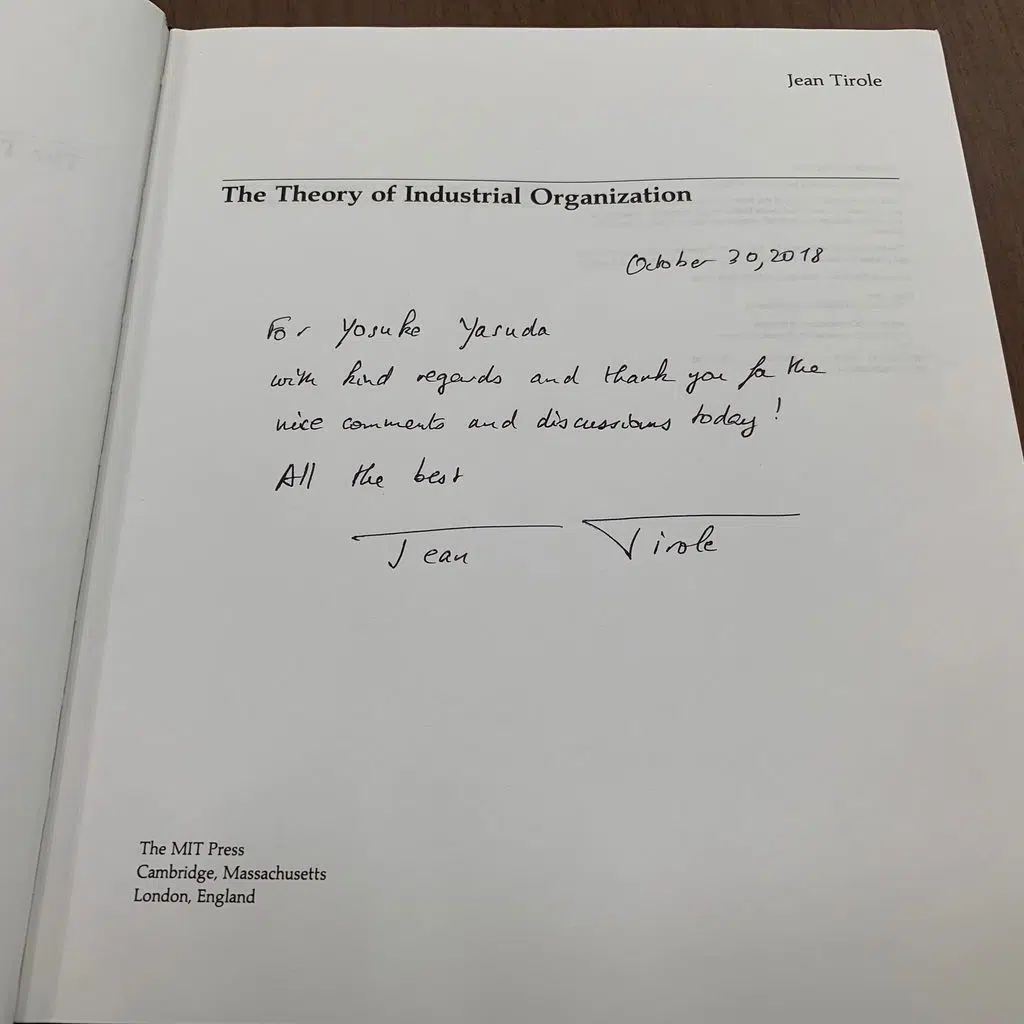 Jean Tirole
The Theory of Industrial Organization
October 30, 2018
For Yosuke Yasuda
with kind regards and thank you for the
nice comments and discussions today!
All the best
Jean Tirole
The MIT Press
Cambridge, Massachusetts
London, England